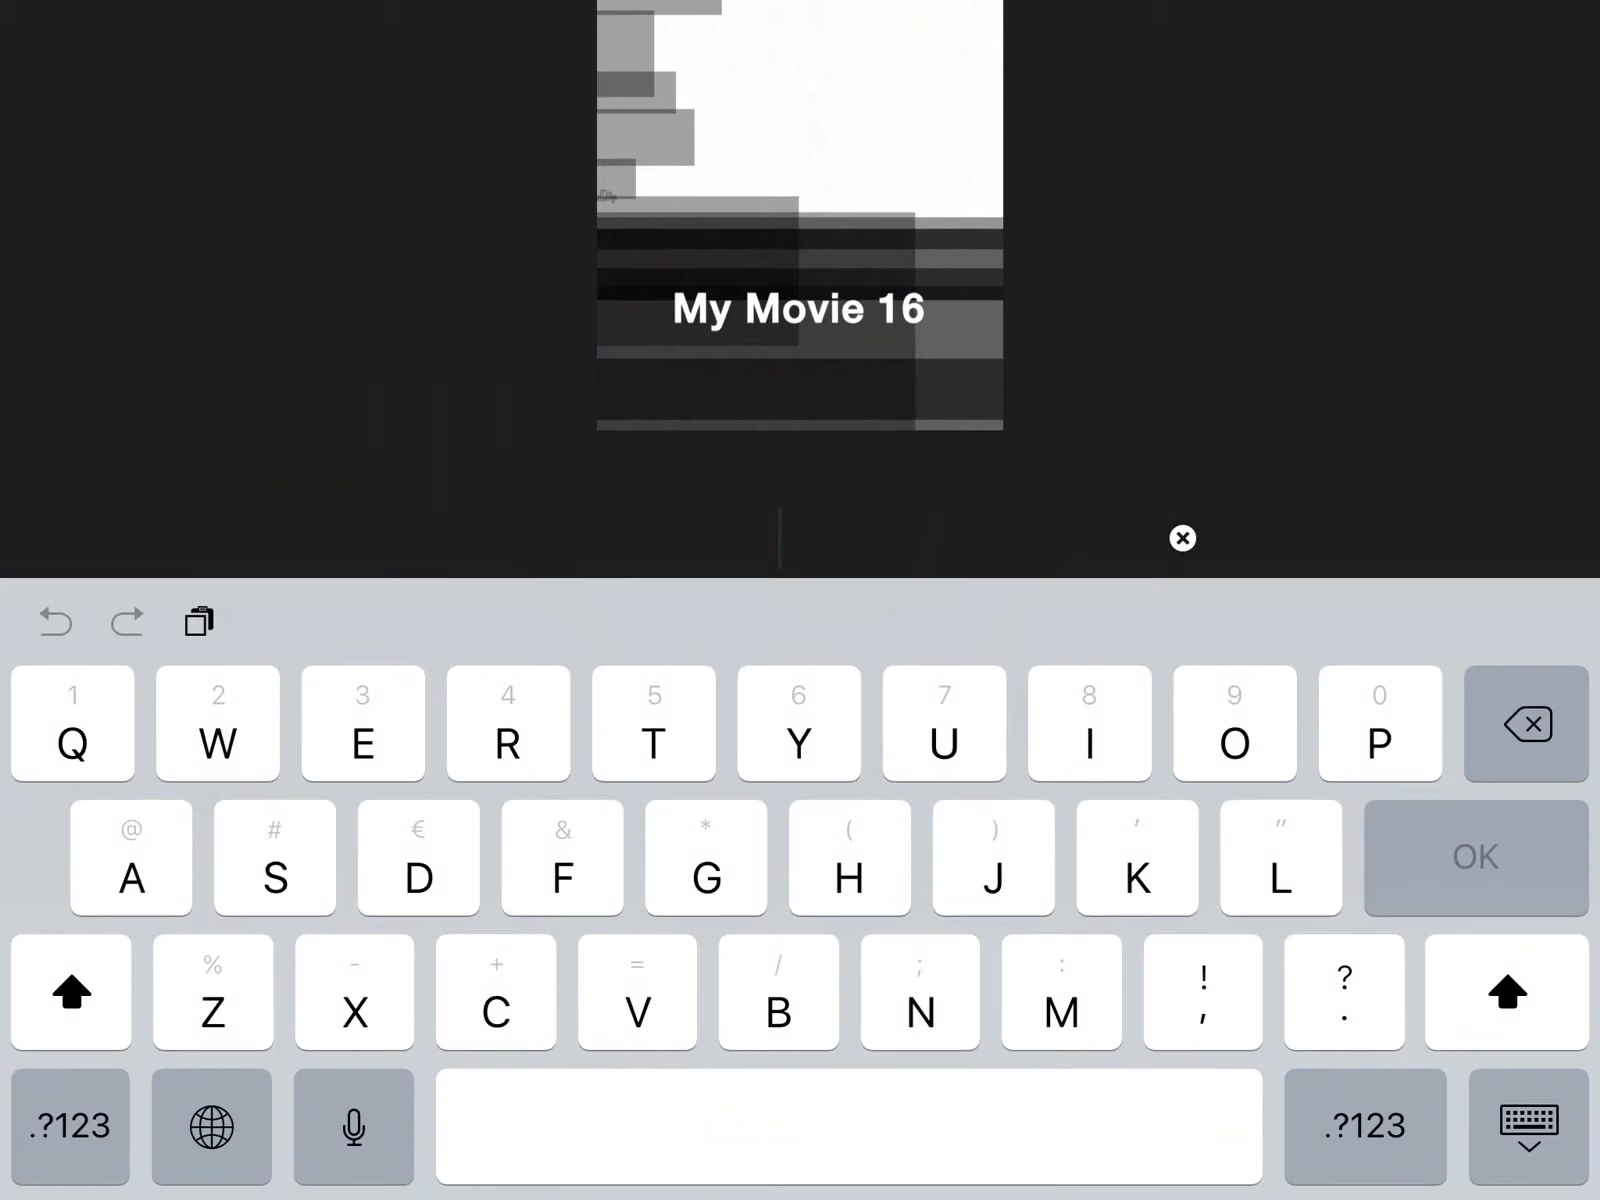 My Movie 16
1 2 3 4 5 6 7 8 9 0
Q W E R T Y U I O P
@ # € & * ( ) ' "
A S D F G H J K L OK
% - + = / ; : ! ?
Z X C V B N M , .
.?123 .?123